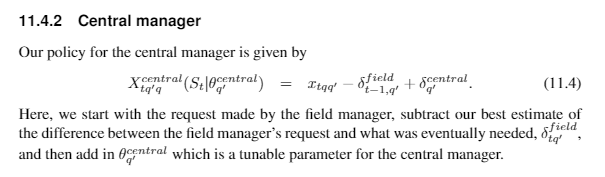 11.4.2 Central manager
Our policy for the central manager is given by
X^{central}_{tq'q}(S_t|θ^{central}_{q'}) = x_{tqq'} − δ^{field}_{t−1,q'} + δ^{central}_{q'}. (11.4)
Here, we start with the request made by the field manager, subtract our best estimate of
the difference between the field manager's request and what was eventually needed, δ^{field}_{tq'},
and then add in θ^{central}_{q'} which is a tunable parameter for the central manager.